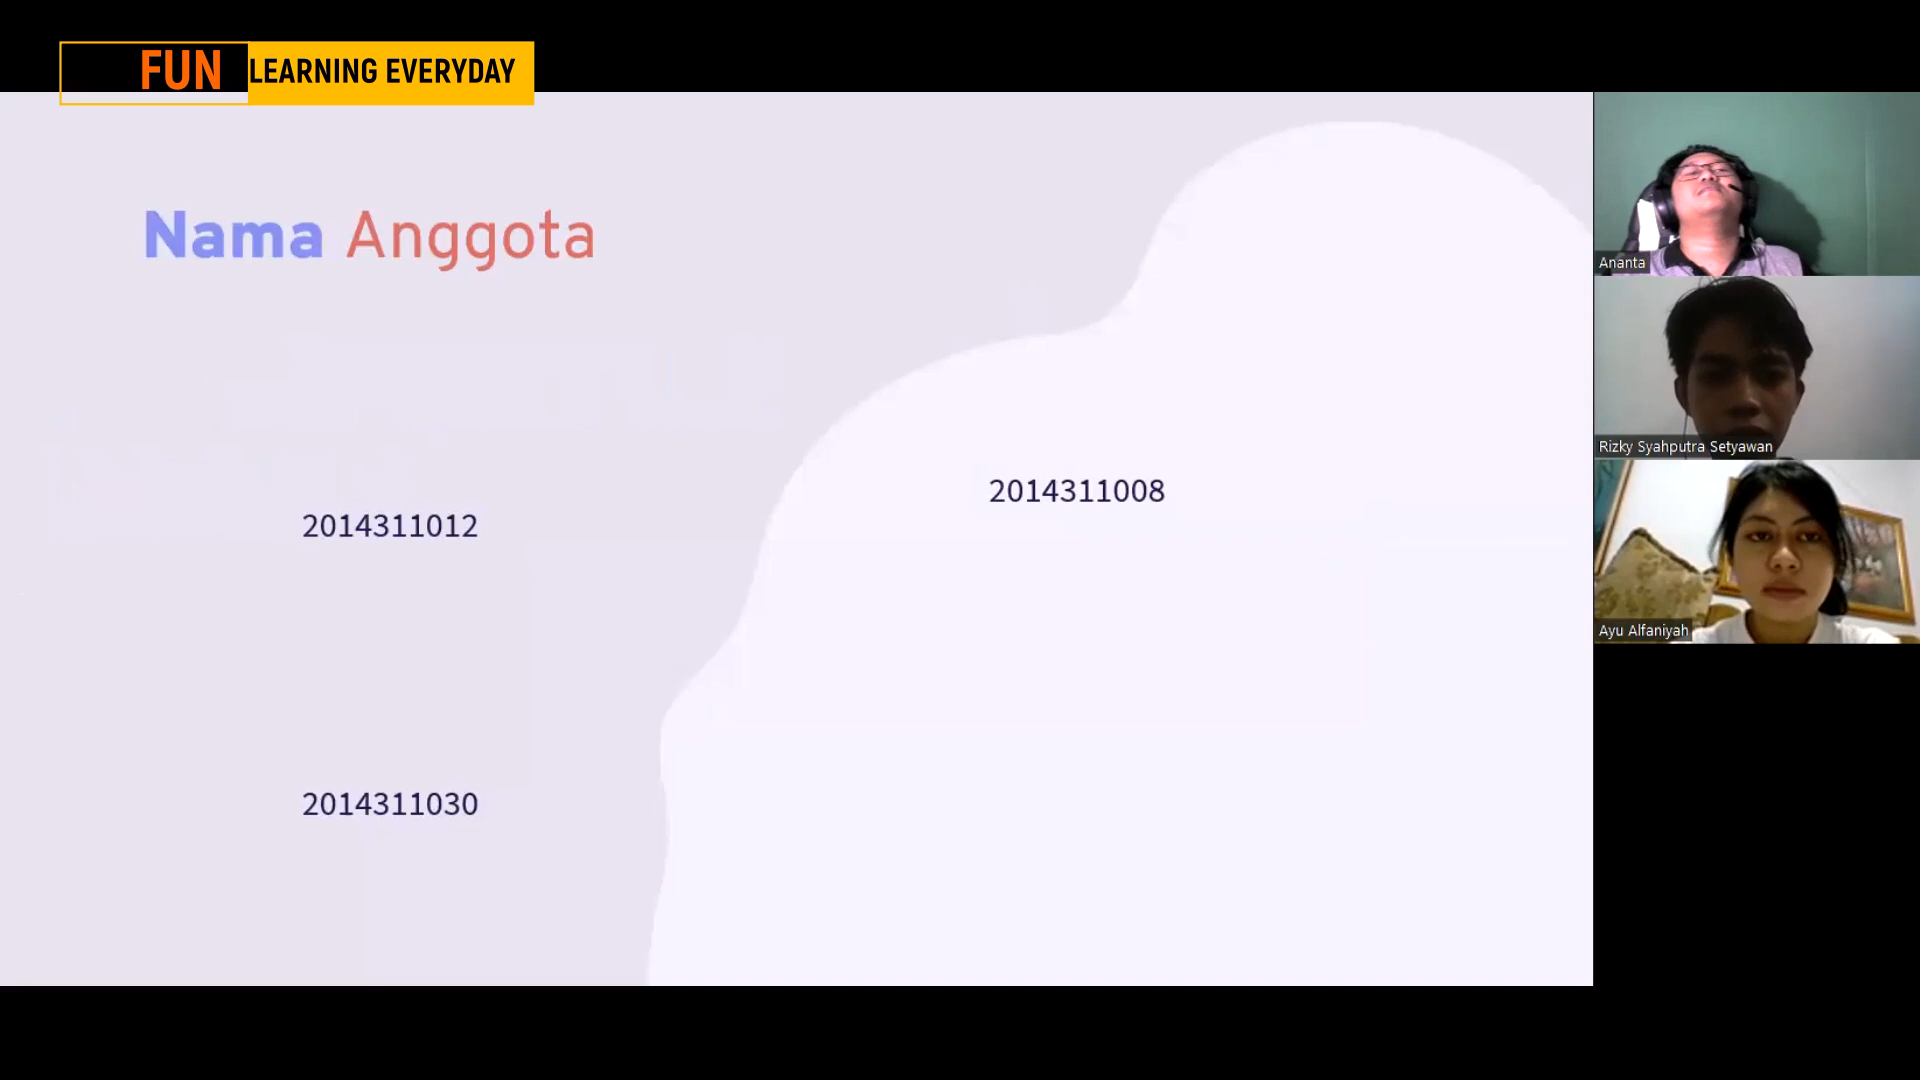 FUN LEARNING EVERYDAY
Nama Anggota
2014311012
2014311008
2014311030
Ananta
Rizky Syahputra Setyawan
Ayu Alfaniyah